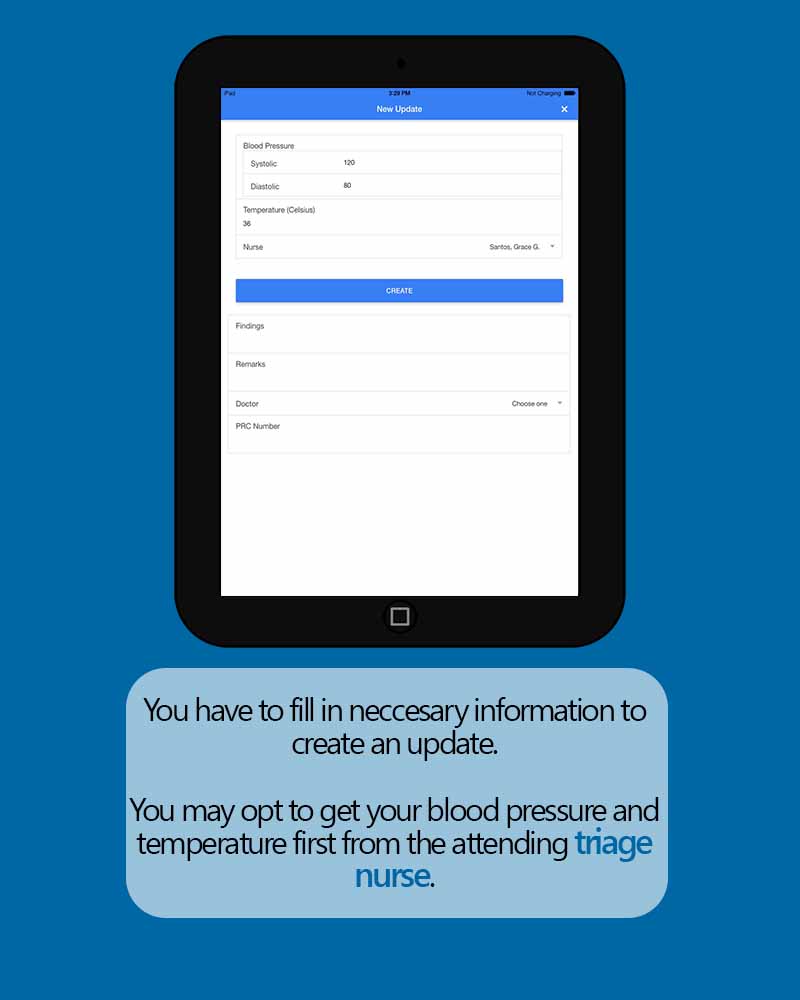 iPad 3:29 PM Not Charging
New Update ×
Blood Pressure
Systolic 120
Diastolic 80
Temperature (Celsius)
36
Nurse Santos, Grace G.
CREATE
Findings
Remarks
Doctor Choose one
PRC Number
You have to fill in neccesary information to
create an update.
You may opt to get your blood pressure and
temperature first from the attending triage
nurse.